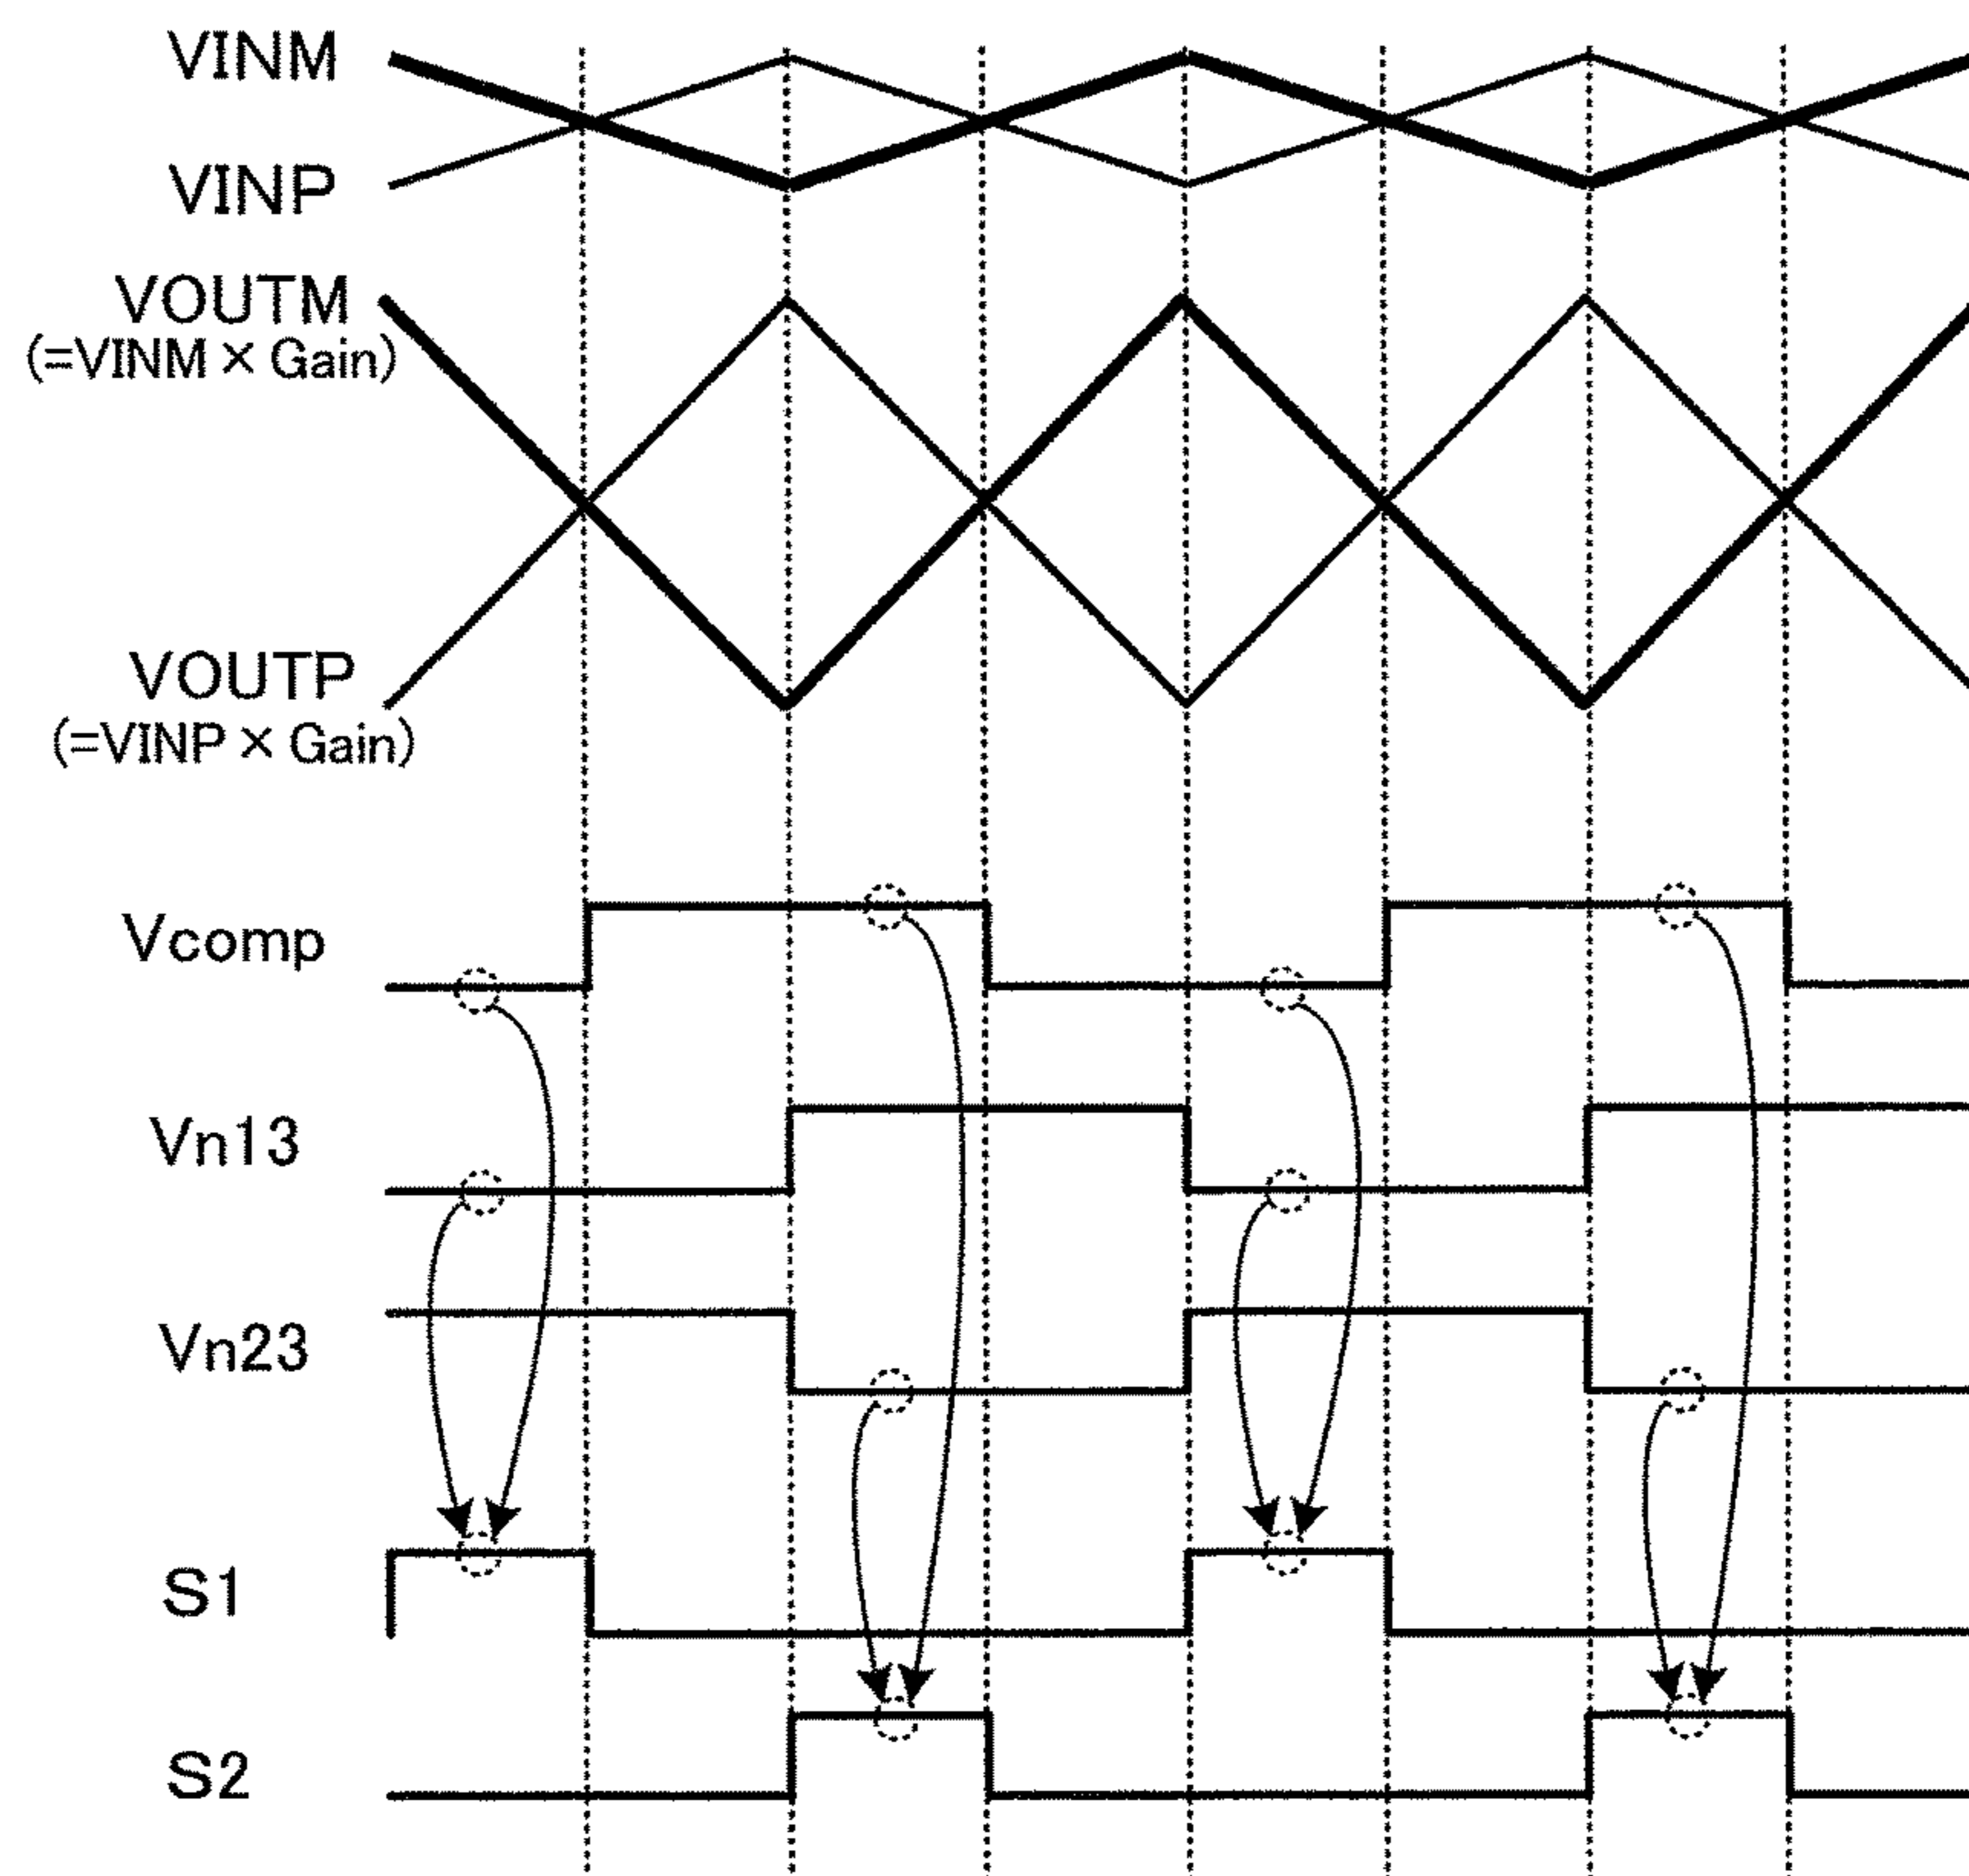 VINM
VINP
VOUTM
(=VINM × Gain)
VOUTP
(=VINP × Gain)
Vcomp
Vn13
Vn23
S1
S2